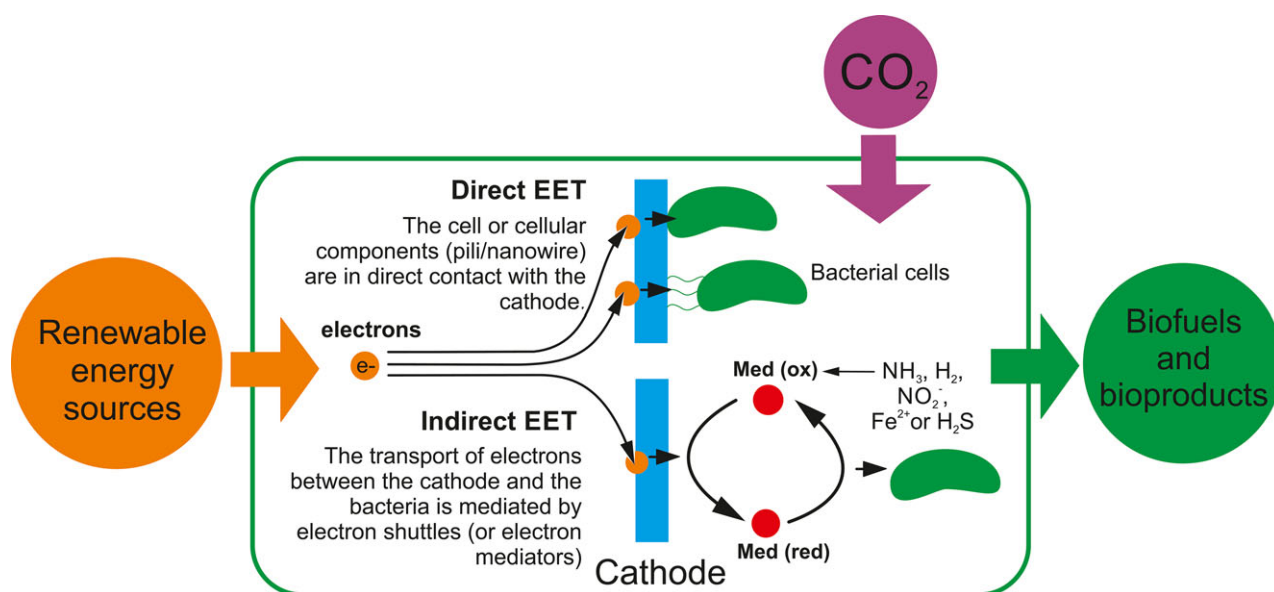 CO₂
Direct EET
The cell or cellular
components (pili/nanowire)
are in direct contact with the
cathode.
Bacterial cells
Renewable
energy
sources
electrons
e-
Biofuels
and
bioproducts
Med (ox)
NH₃, H₂,
NO₂⁻,
Fe²⁺or H₂S
Indirect EET
The transport of electrons
between the cathode and the
bacteria is mediated by
electron shuttles (or electron
mediators)
Med (red)
Cathode